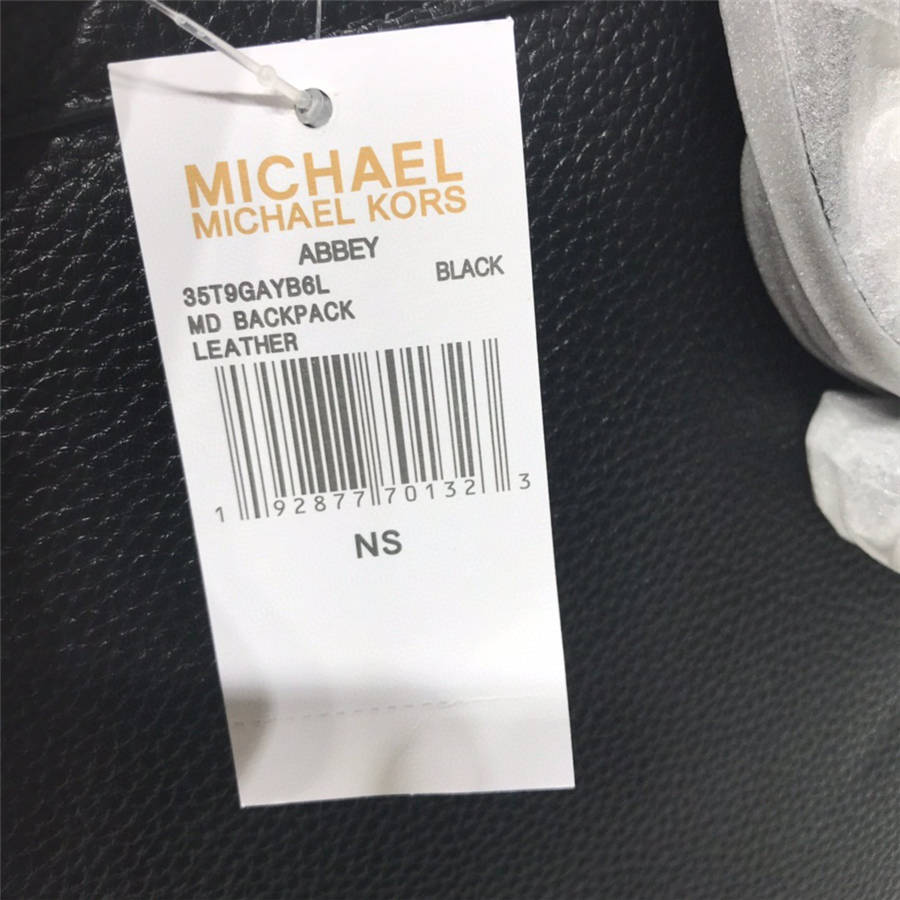 MICHAEL
MICHAEL KORS
ABBEY
35T9GAYB6L BLACK
MD BACKPACK
LEATHER
1 92877 70132 3
NS